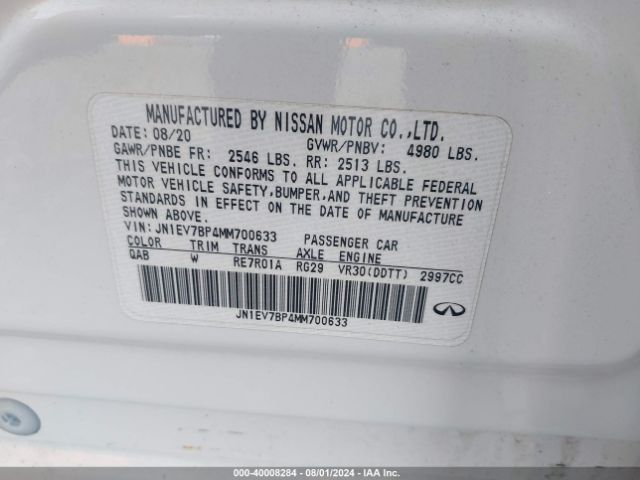 MANUFACTURED BY NISSAN MOTOR CO.,LTD.
DATE: 08/20 GVWR/PNBV: 4980 LBS.
GAWR/PNBE FR: 2546 LBS. RR: 2513 LBS.
THIS VEHICLE CONFORMS TO ALL APPLICABLE FEDERAL
MOTOR VEHICLE SAFETY,BUMPER,AND THEFT PREVENTION
STANDARDS IN EFFECT ON THE DATE OF MANUFACTURE
SHOWN ABOVE.
VIN: JN1EV7BP4MM700633 PASSENGER CAR
COLOR TRIM TRANS AXLE ENGINE
QAB W RE7R01A RG29 VR30(DDTT) 2997CC
JN1EV7BP4MM700633
000-40008284 - 08/01/2024 - IAA Inc.